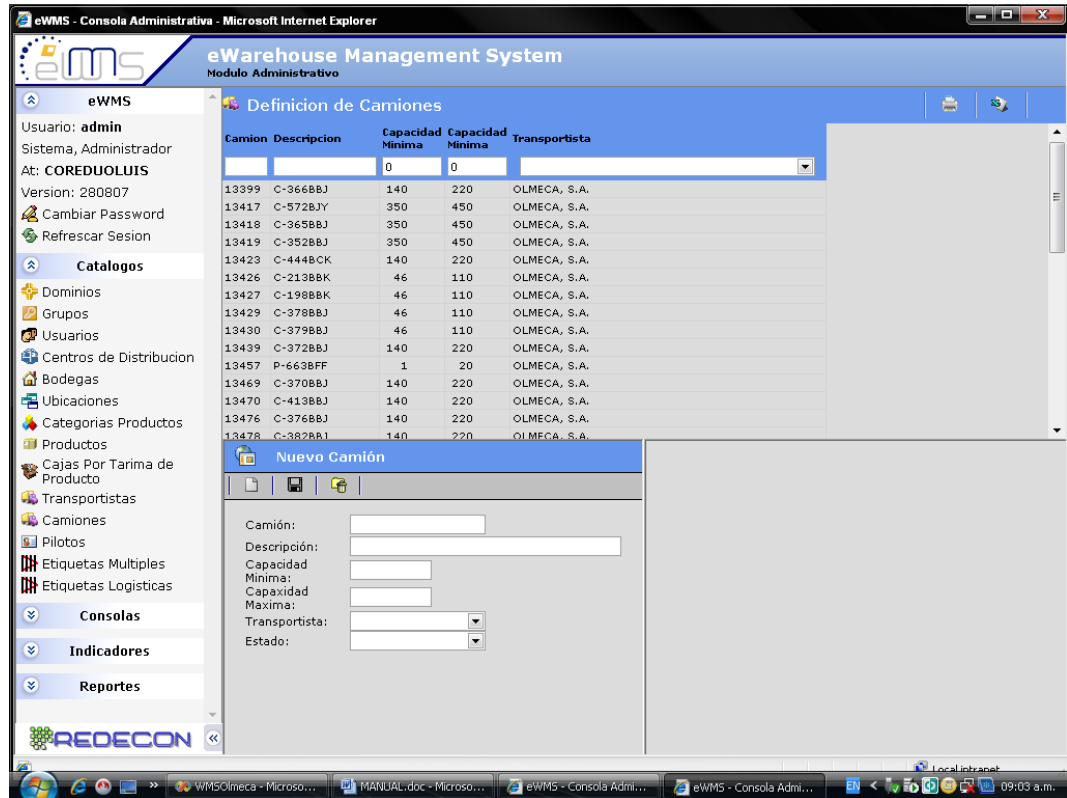 eWMS - Consola Administrativa - Microsoft Internet Explorer
eWMS
eWarehouse Management System
Modulo Administrativo
eWMS
Usuario: admin
Sistema, Administrador
At: COREDUOLUIS
Version: 280807
Cambiar Password
Refrescar Sesion
Catalogos
Dominios
Grupos
Usuarios
Centros de Distribucion
Bodegas
Ubicaciones
Categorias Productos
Productos
Cajas Por Tarima de
Producto
Transportistas
Camiones
Pilotos
Etiquetas Multiples
Etiquetas Logisticas
Consolas
Indicadores
Reportes
REDECON
Definicion de Camiones
Camion Descripcion Capacidad Minima Capacidad Minima Transportista
0 0
13399 C-366BBJ 140 220 OLMECA, S.A.
13417 C-572BJY 350 450 OLMECA, S.A.
13418 C-365BBJ 350 450 OLMECA, S.A.
13419 C-352BBJ 350 450 OLMECA, S.A.
13423 C-444BCK 140 220 OLMECA, S.A.
13426 C-213BBK 46 110 OLMECA, S.A.
13427 C-198BBK 46 110 OLMECA, S.A.
13429 C-378BBJ 46 110 OLMECA, S.A.
13430 C-379BBJ 46 110 OLMECA, S.A.
13439 C-372BBJ 140 220 OLMECA, S.A.
13457 P-663BFF 1 20 OLMECA, S.A.
13469 C-370BBJ 140 220 OLMECA, S.A.
13470 C-413BBJ 140 220 OLMECA, S.A.
13476 C-376BBJ 140 220 OLMECA, S.A.
13478 C-382BBJ 140 220 OLMECA, S.A.
Nuevo Camión
Camión:
Descripción:
Capacidad
Minima:
Capaxidad
Maxima:
Transportista:
Estado:
Local intranet
WMSOlmeca - Microso... MANUAL.doc - Microso... eWMS - Consola Admi... eWMS - Consola Admi... EN 09:03 a.m.